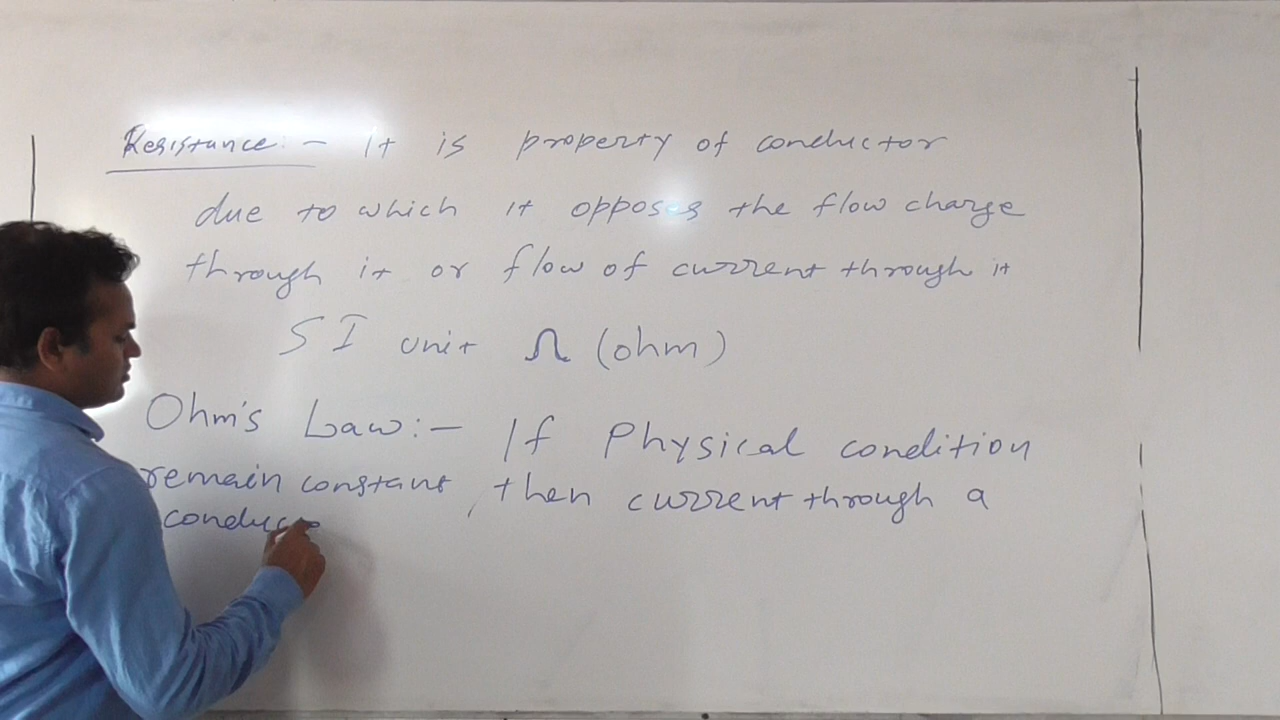 Resistance:- It is property of conductor
due to which it opposes the flow charge
through it or flow of current through it
SI unit Ω (ohm)
Ohm's Law:- If Physical condition
remain constant, then current through a